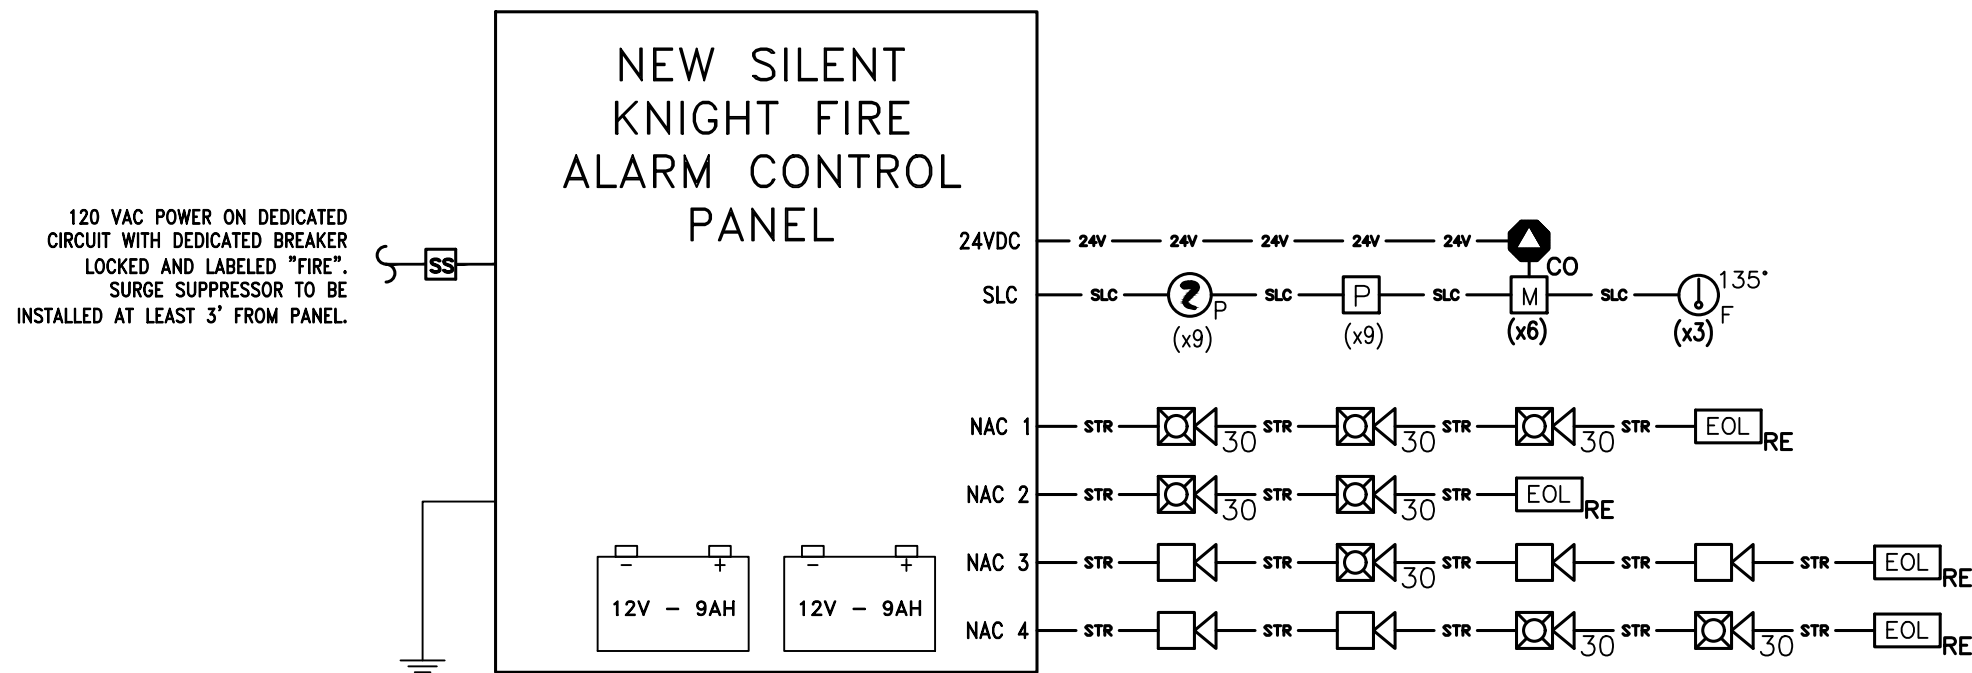 NEW SILENT
KNIGHT FIRE
ALARM CONTROL
PANEL
120 VAC POWER ON DEDICATED
CIRCUIT WITH DEDICATED BREAKER
LOCKED AND LABELED "FIRE".
SURGE SUPPRESSOR TO BE
INSTALLED AT LEAST 3' FROM PANEL.
SS
24VDC 24V 24V 24V 24V 24V
CO
SLC SLC P SLC P SLC M SLC 135° F
(x9) (x9) (x6) (x3)
NAC 1 STR 30 STR 30 STR 30 STR EOL RE
NAC 2 STR 30 STR 30 STR EOL RE
NAC 3 STR STR 30 STR STR STR EOL RE
NAC 4 STR STR STR 30 STR 30 STR EOL RE
- + - +
12V - 9AH 12V - 9AH